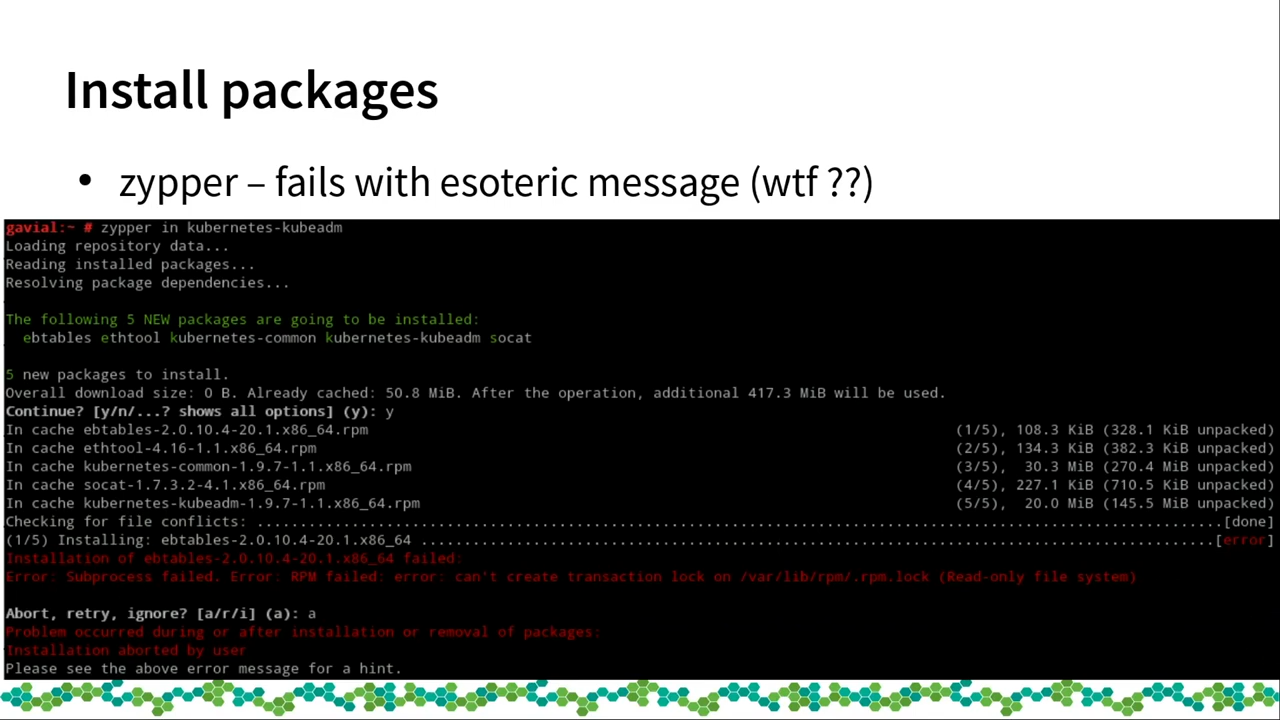 Install packages
• zypper – fails with esoteric message (wtf ??)
gavial:~ # zypper in kubernetes-kubeadm
Loading repository data...
Reading installed packages...
Resolving package dependencies...
The following 5 NEW packages are going to be installed:
ebtables ethtool kubernetes-common kubernetes-kubeadm socat
5 new packages to install.
Overall download size: 0 B. Already cached: 50.8 MiB. After the operation, additional 417.3 MiB will be used.
Continue? [y/n/...? shows all options] (y): y
In cache ebtables-2.0.10.4-20.1.x86_64.rpm (1/5), 108.3 KiB (328.1 KiB unpacked)
In cache ethtool-4.16-1.1.x86_64.rpm (2/5), 134.3 KiB (382.3 KiB unpacked)
In cache kubernetes-common-1.9.7-1.1.x86_64.rpm (3/5), 30.3 MiB (270.4 MiB unpacked)
In cache socat-1.7.3.2-4.1.x86_64.rpm (4/5), 227.1 KiB (710.5 KiB unpacked)
In cache kubernetes-kubeadm-1.9.7-1.1.x86_64.rpm (5/5), 20.0 MiB (145.5 MiB unpacked)
Checking for file conflicts: ................................................................................................................[done]
(1/5) Installing: ebtables-2.0.10.4-20.1.x86_64 .............................................................................................[error]
Installation of ebtables-2.0.10.4-20.1.x86_64 failed:
Error: Subprocess failed. Error: RPM failed: error: can't create transaction lock on /var/lib/rpm/.rpm.lock (Read-only file system)
Abort, retry, ignore? [a/r/i] (a): a
Problem occurred during or after installation or removal of packages:
Installation aborted by user
Please see the above error message for a hint.